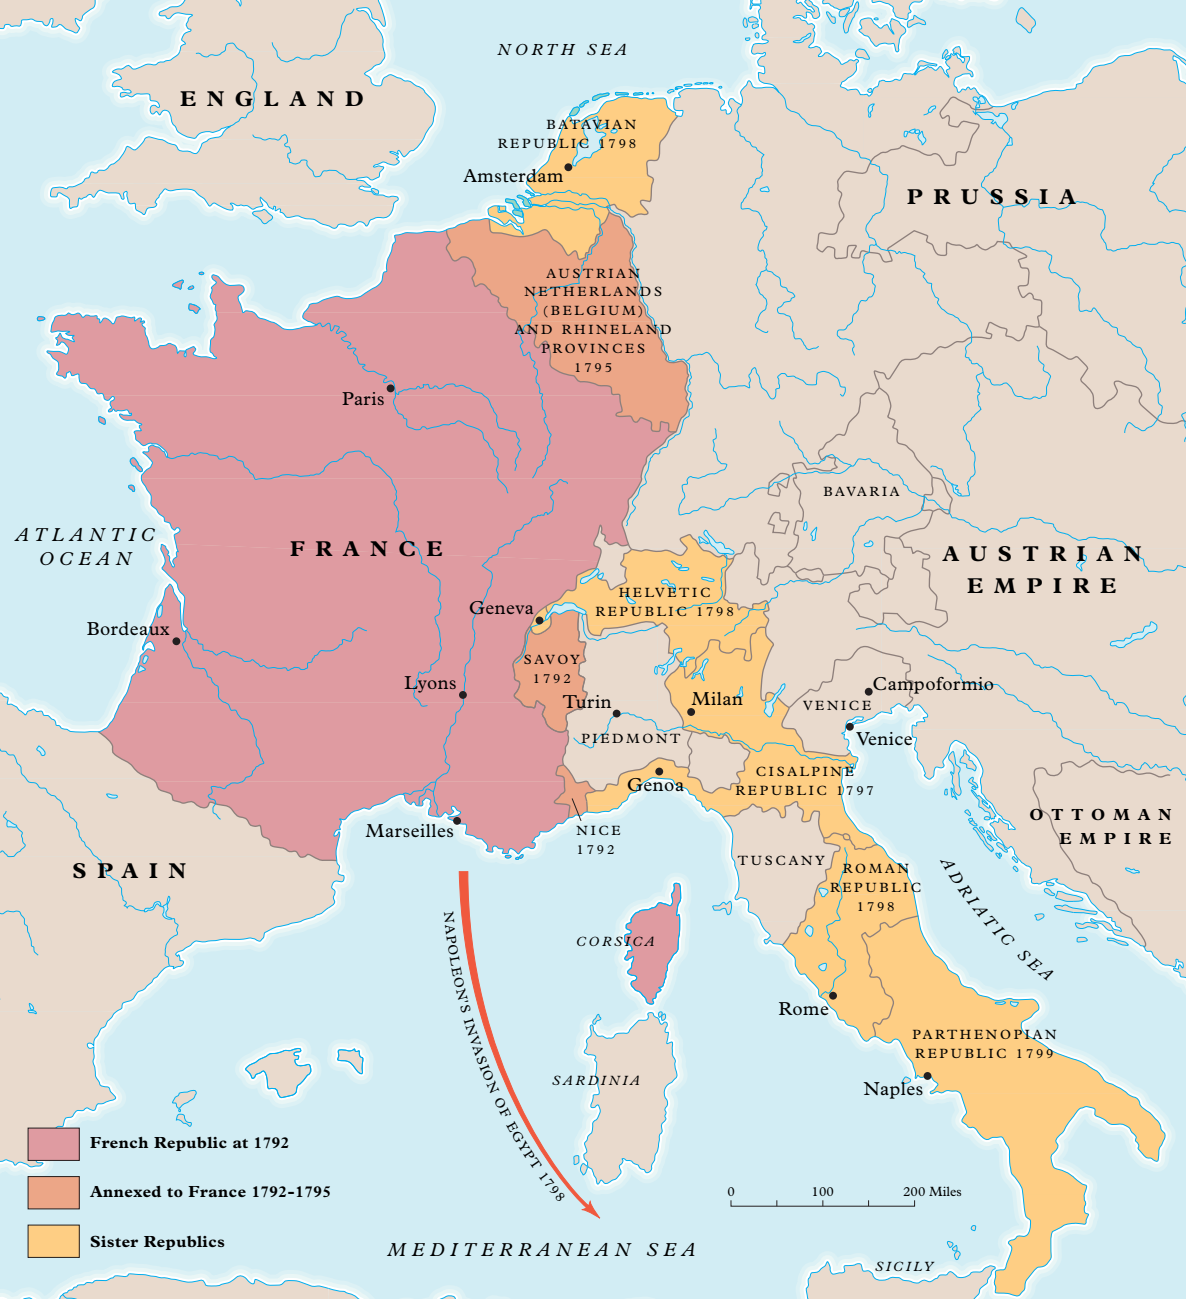 NORTH SEA
ENGLAND
BATAVIAN
REPUBLIC 1798
Amsterdam
PRUSSIA
AUSTRIAN
NETHERLANDS
(BELGIUM)
AND RHINELAND
PROVINCES
1795
Paris
BAVARIA
ATLANTIC
OCEAN
FRANCE
AUSTRIAN
EMPIRE
HELVETIC
REPUBLIC 1798
Geneva
Bordeaux
SAVOY
1792
Lyons
Turin
Milan
Campoformio
VENICE
Venice
PIEDMONT
CISALPINE
REPUBLIC 1797
Genoa
OTTOMAN
EMPIRE
Marseilles
NICE
1792
SPAIN
TUSCANY
ROMAN
REPUBLIC
1798
ADRIATIC SEA
CORSICA
NAPOLEON'S INVASION OF EGYPT 1798
Rome
PARTHENOPIAN
REPUBLIC 1799
SARDINIA
Naples
French Republic at 1792
Annexed to France 1792-1795
Sister Republics
0 100 200 Miles
MEDITERRANEAN SEA
SICILY